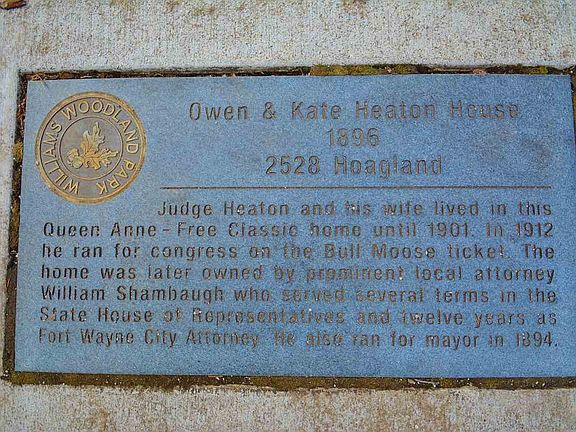 WILLIAMS WOODLAND PARK
Owen & Kate Heaton House
1896
2528 Hoagland
Judge Heaton and his wife lived in this
Queen Anne - Free Classic home until 1901. In 1912
he ran for congress on the Bull Moose ticket. The
home was later owned by prominent local attorney
William Shambaugh who served several terms in the
State House of Representatives and twelve years as
Fort Wayne City Attorney. He also ran for mayor in 1894.